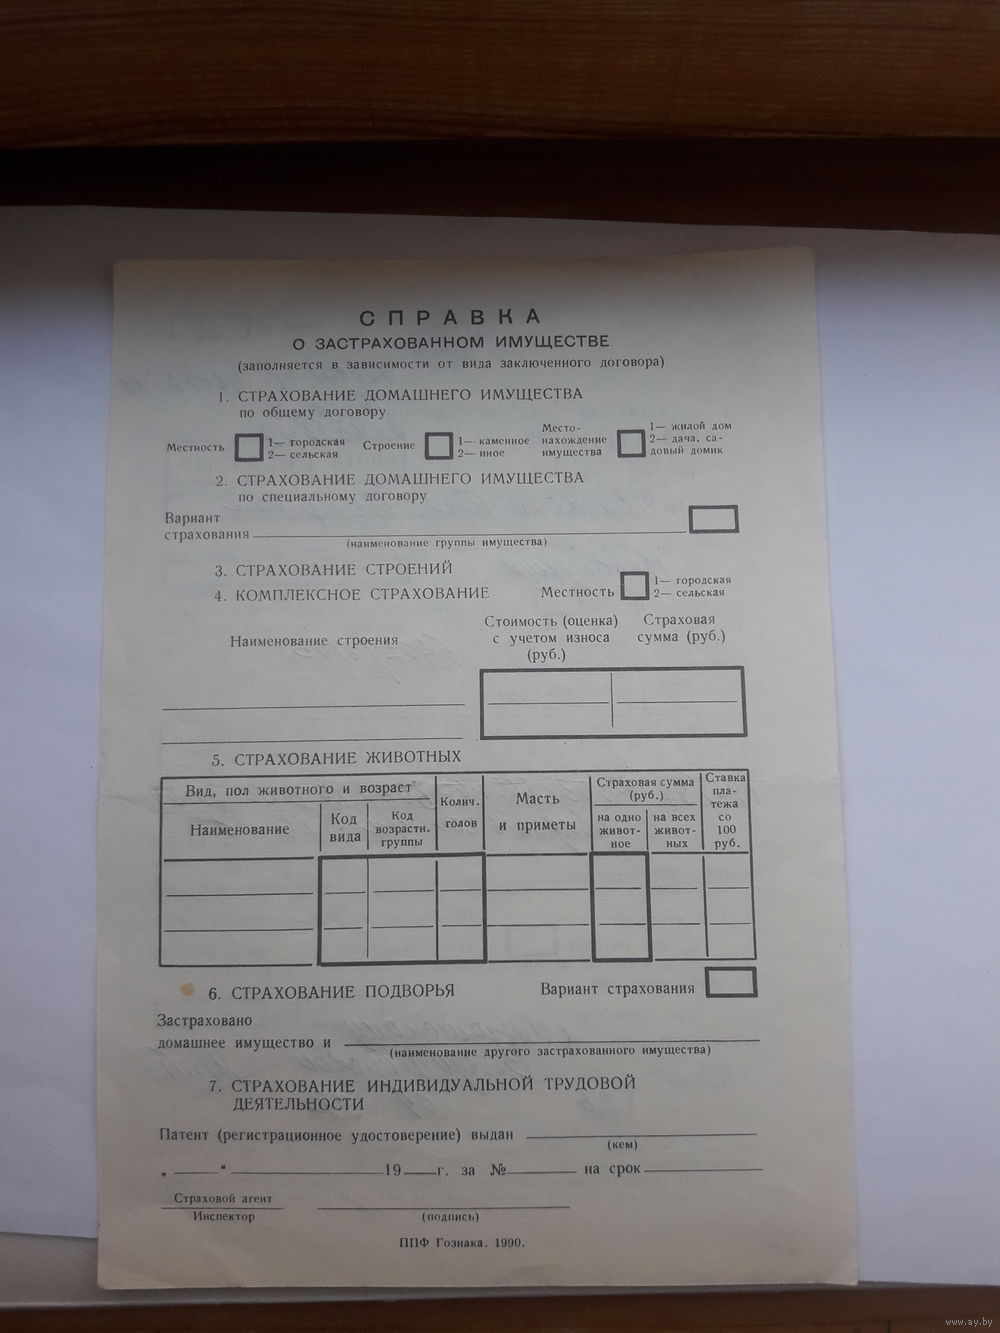 СПРАВКА
О ЗАСТРАХОВАННОМ ИМУЩЕСТВЕ
(заполняется в зависимости от вида заключенного договора)
1. СТРАХОВАНИЕ ДОМАШНЕГО ИМУЩЕСТВА
по общему договору
Местность 1— городская 2— сельская Строение 1— каменное 2— иное Место-нахождение имущества 1— жилой дом 2— дача, са-довый домик
2. СТРАХОВАНИЕ ДОМАШНЕГО ИМУЩЕСТВА
по специальному договору
Вариант
страхования
(наименование группы имущества)
3. СТРАХОВАНИЕ СТРОЕНИЙ
4. КОМПЛЕКСНОЕ СТРАХОВАНИЕ Местность 1— городская 2— сельская
Наименование строения
Стоимость (оценка)
с учетом износа
(руб.)
Страховая
сумма (руб.)
5. СТРАХОВАНИЕ ЖИВОТНЫХ
Вид, пол животного и возраст
Наименование
Код
вида
Код
возрастн.
группы
Колич.
голов
Масть
и приметы
Страховая сумма
(руб.)
на одно
живот-
ное
на всех
живот-
ных
Ставка
пла-
тежа
со
100
руб.
6. СТРАХОВАНИЕ ПОДВОРЬЯ Вариант страхования
Застраховано
домашнее имущество и
(наименование другого застрахованного имущества)
7. СТРАХОВАНИЕ ИНДИВИДУАЛЬНОЙ ТРУДОВОЙ
ДЕЯТЕЛЬНОСТИ
Патент (регистрационное удостоверение) выдан
(кем)
„ “ 19 г. за № на срок
Страховой агент
Инспектор
(подпись)
ППФ Гознака. 1990.
www.ay.by